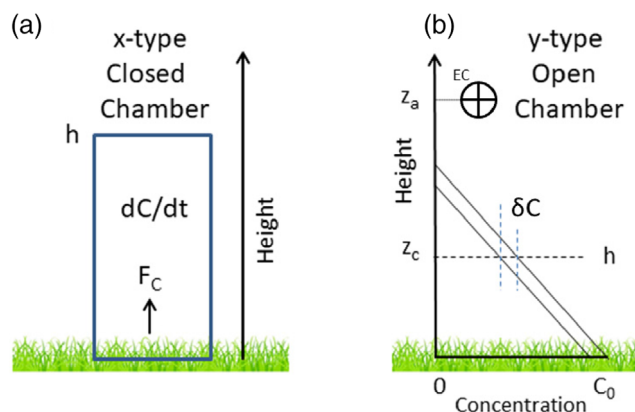 (a)
x-type
Closed
Chamber
h
dC/dt
F_C
Height
(b)
y-type
Open
Chamber
EC
z_a
Height
δC
z_c
h
0
C_0
Concentration